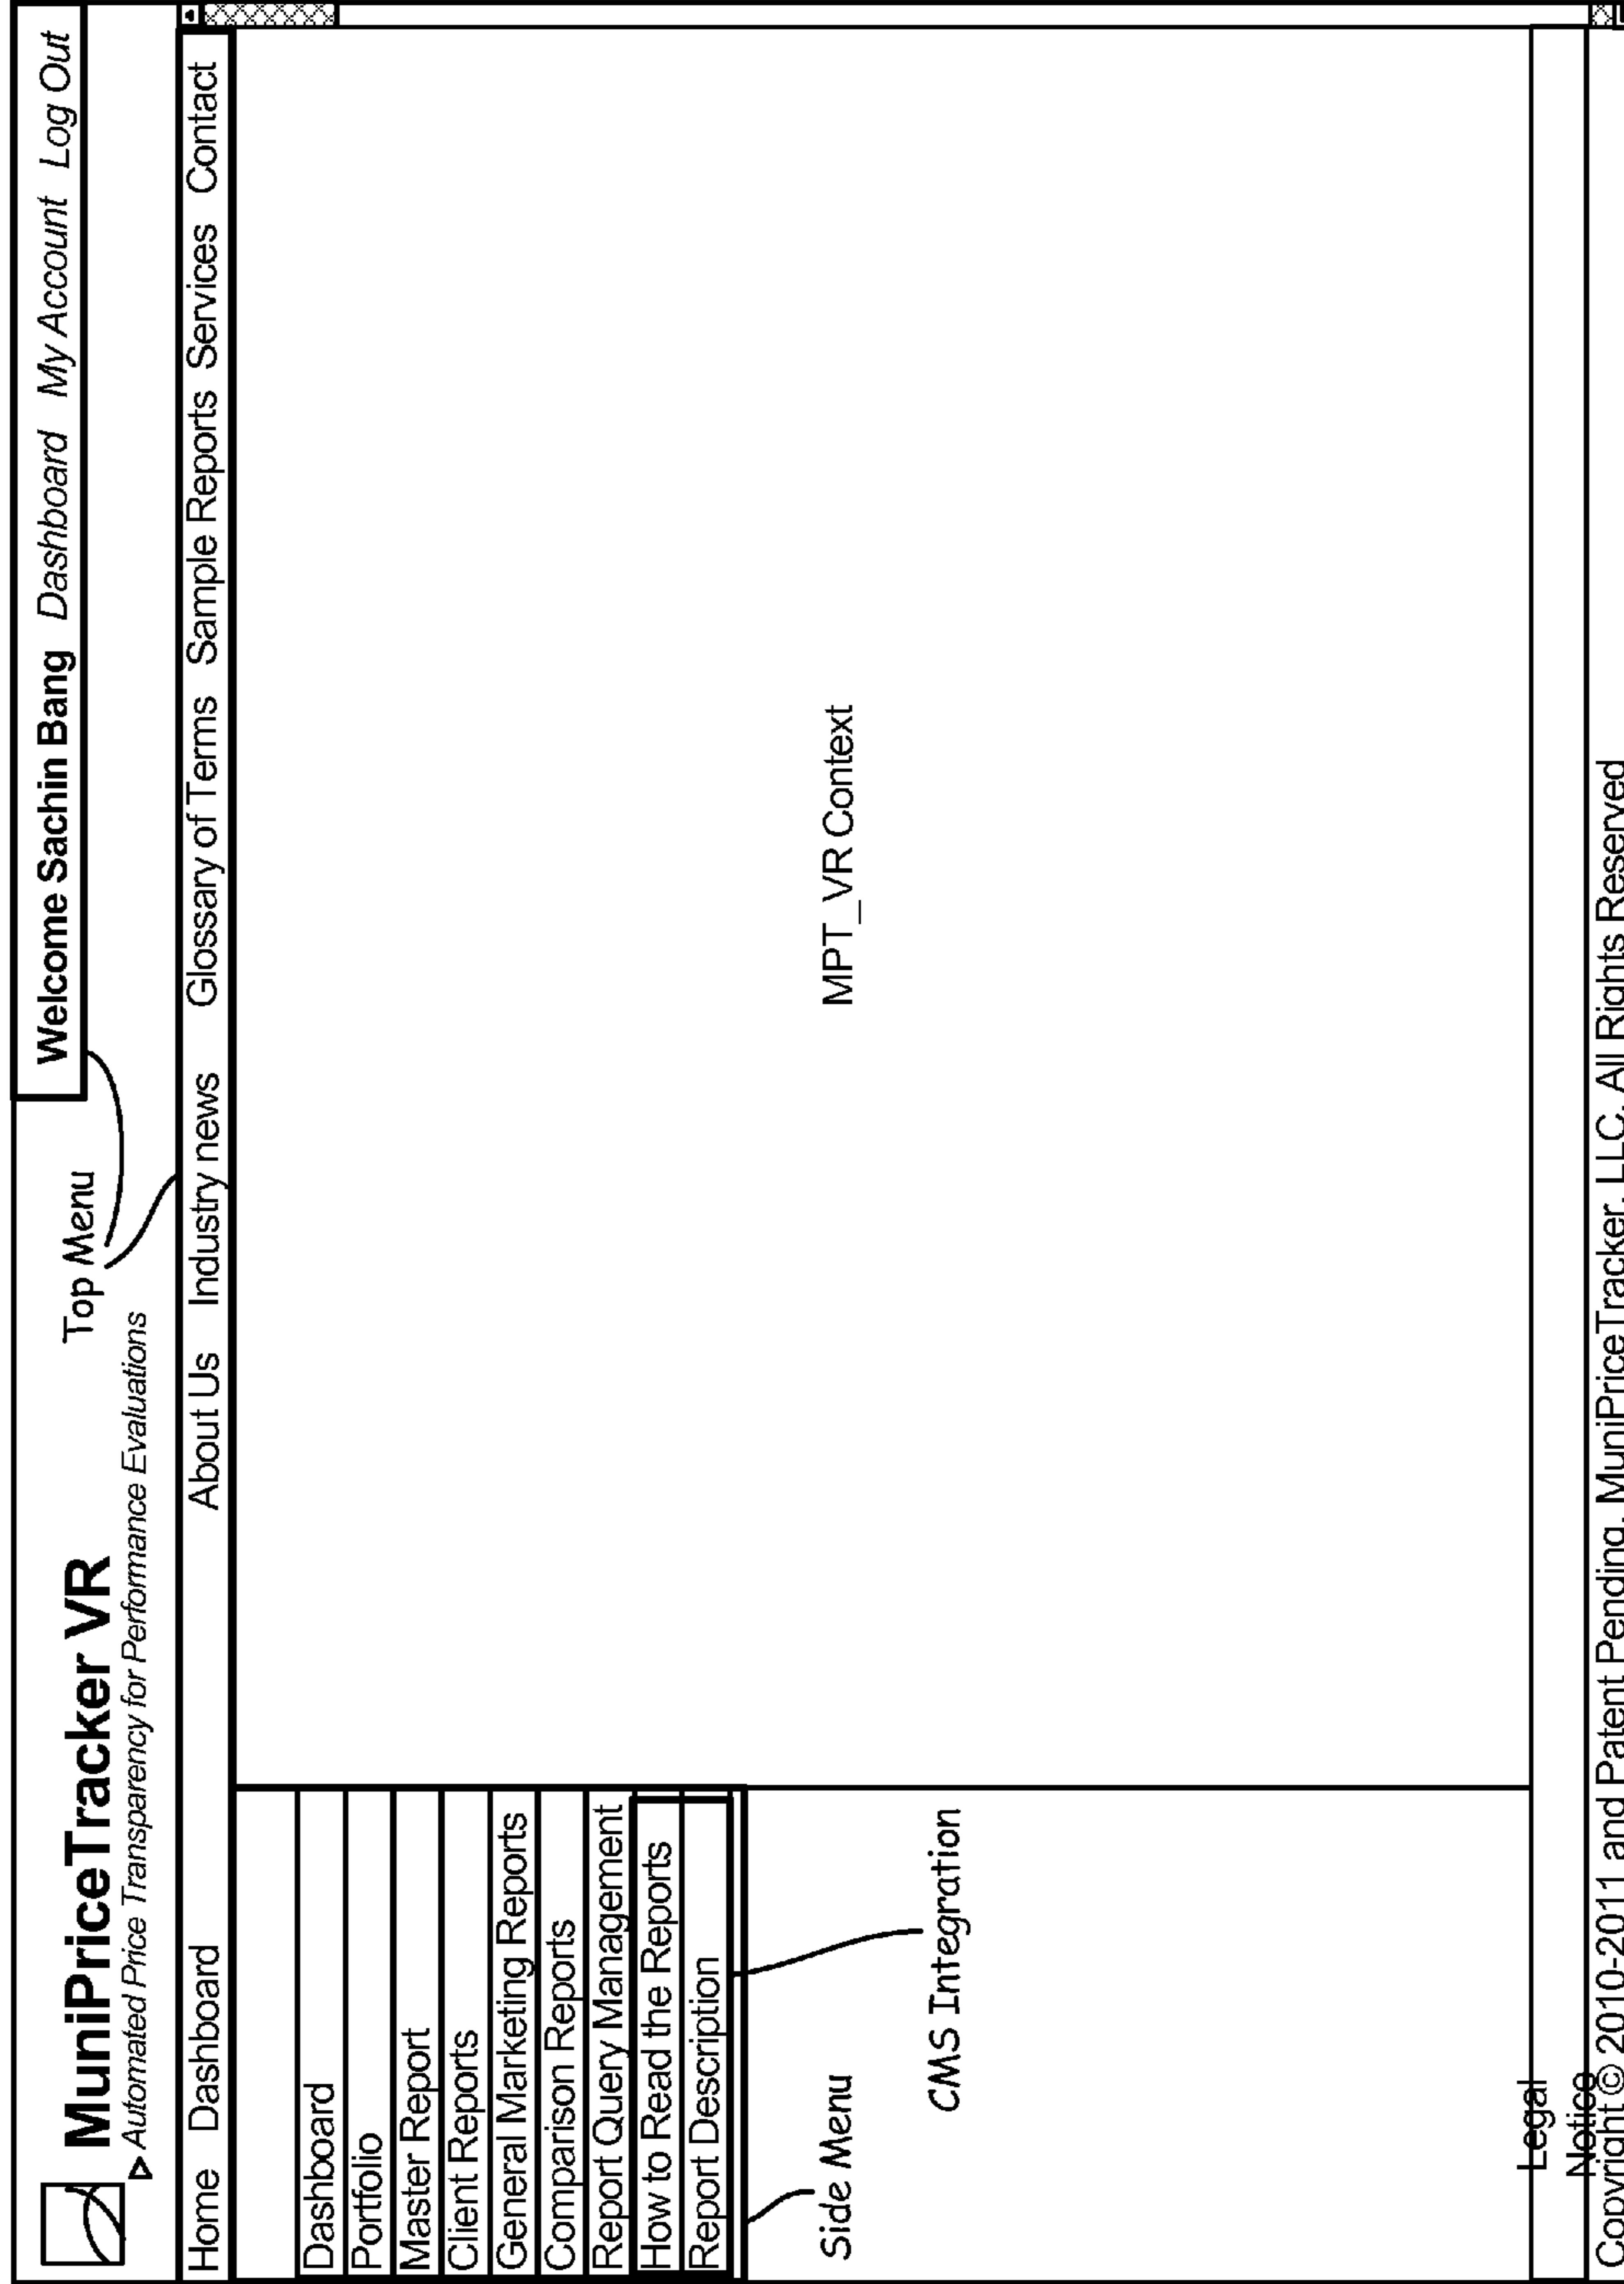 Welcome Sachin Bang Dashboard My Account Log Out
MuniPriceTracker VR
Top Menu
Automated Price Transparency for Performance Evaluations
Home Dashboard About Us Industry news Glossary of Terms Sample Reports Services Contact
Dashboard
Portfolio
Master Report
Client Reports
General Marketing Reports
Comparison Reports
Report Query Management
How to Read the Reports
Report Description
MPT_VR Context
Side Menu
CMS Integration
Legal
Notice
Copyright © 2010-2011 and Patent Pending. MuniPriceTracker, LLC. All Rights Reserved